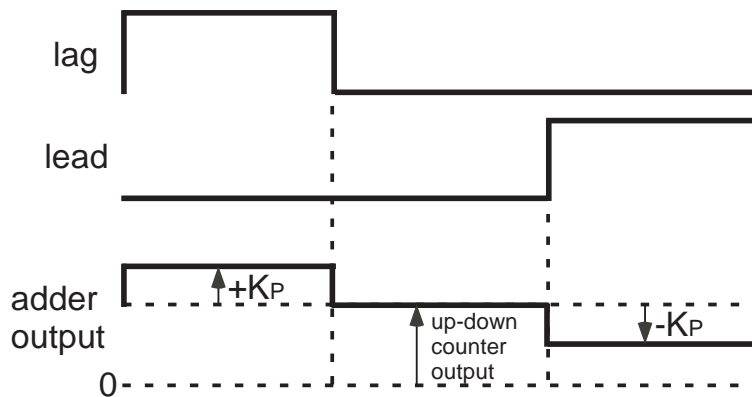 lag
lead
adder
output
+KP
up-down
counter
output
-KP
0